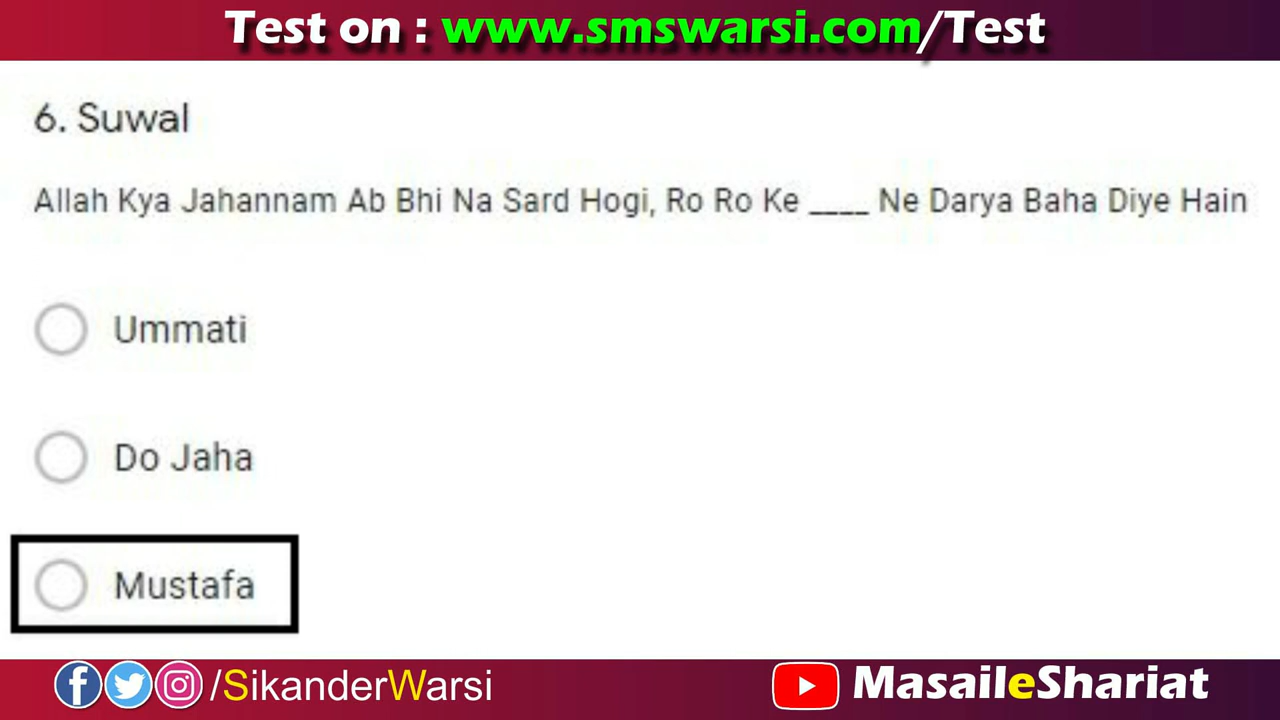 Test on : www.smswarsi.com/Test
6. Suwal
Allah Kya Jahannam Ab Bhi Na Sard Hogi, Ro Ro Ke ____ Ne Darya Baha Diye Hain
Ummati
Do Jaha
Mustafa
/SikanderWarsi
MasaileShariat